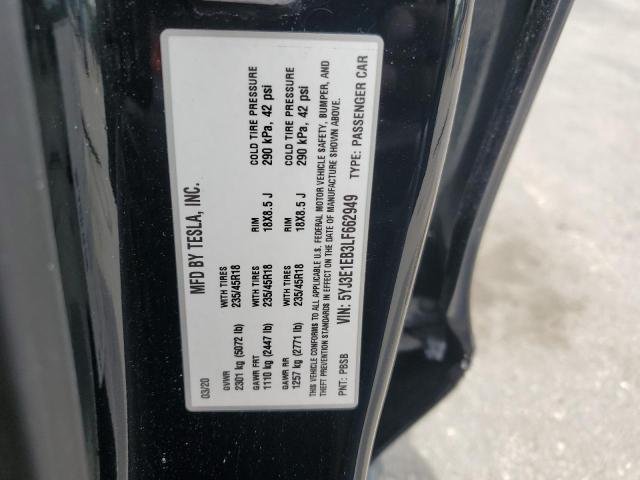 03/20 MFD BY TESLA, INC.
GVWR WITH TIRES COLD TIRE PRESSURE
2301 kg (5072 lb) 235/45R18 290 kPa, 42 psi
GAWR FRT WITH TIRES RIM
1110 kg (2447 lb) 235/45R18 18X8.5 J
GAWR RR WITH TIRES RIM COLD TIRE PRESSURE
1257 kg (2771 lb) 235/45R18 18X8.5 J 290 kPa, 42 psi
THIS VEHICLE CONFORMS TO ALL APPLICABLE U.S. FEDERAL MOTOR VEHICLE SAFETY, BUMPER, AND
THEFT PREVENTION STANDARDS IN EFFECT ON THE DATE OF MANUFACTURE SHOWN ABOVE.
PNT: PBSB VIN: 5YJ3E1EB3LF662949 TYPE: PASSENGER CAR